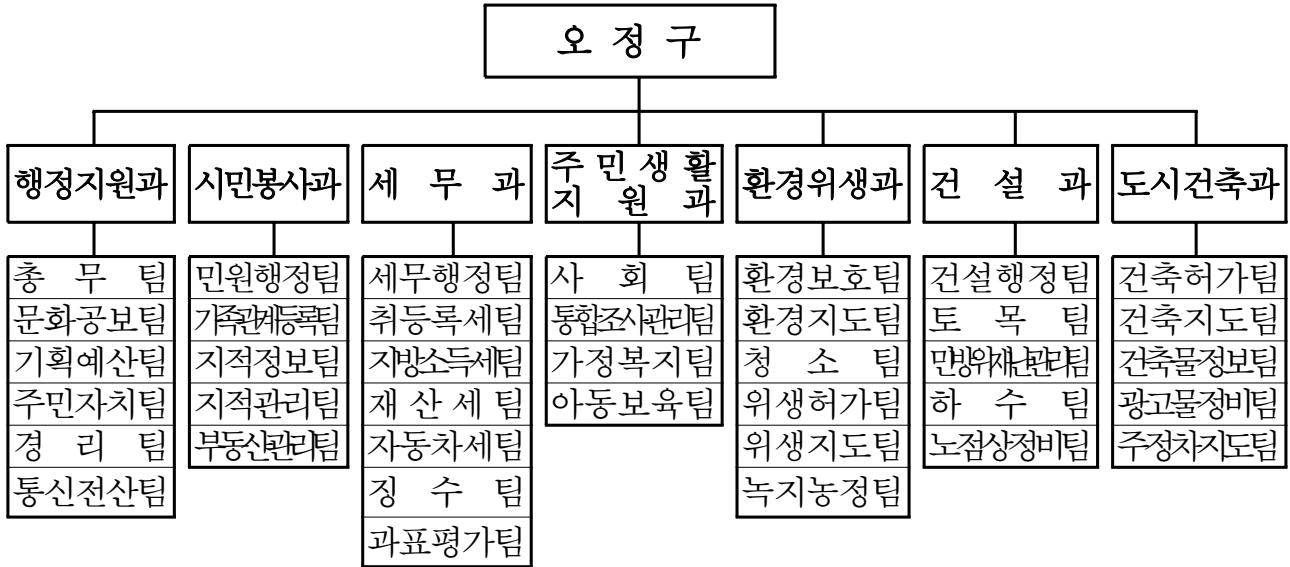 오 정 구
행정지원과
총 무 팀
문화공보팀
기획예산팀
주민자치팀
경 리 팀
통신전산팀
시민봉사과
민원행정팀
가족관계등록팀
지적정보팀
지적관리팀
부동산관리팀
세 무 과
세무행정팀
취등록세팀
지방소득세팀
재 산 세 팀
자동차세팀
징 수 팀
과표평가팀
주 민 생 활
지 원 과
사 회 팀
통합조사관리팀
가정복지팀
아동보육팀
환경위생과
환경보호팀
환경지도팀
청 소 팀
위생허가팀
위생지도팀
녹지농정팀
건 설 과
건설행정팀
토 목 팀
민방위재난관리팀
하 수 팀
노점상정비팀
도시건축과
건축허가팀
건축지도팀
건축물정보팀
광고물정비팀
주정차지도팀